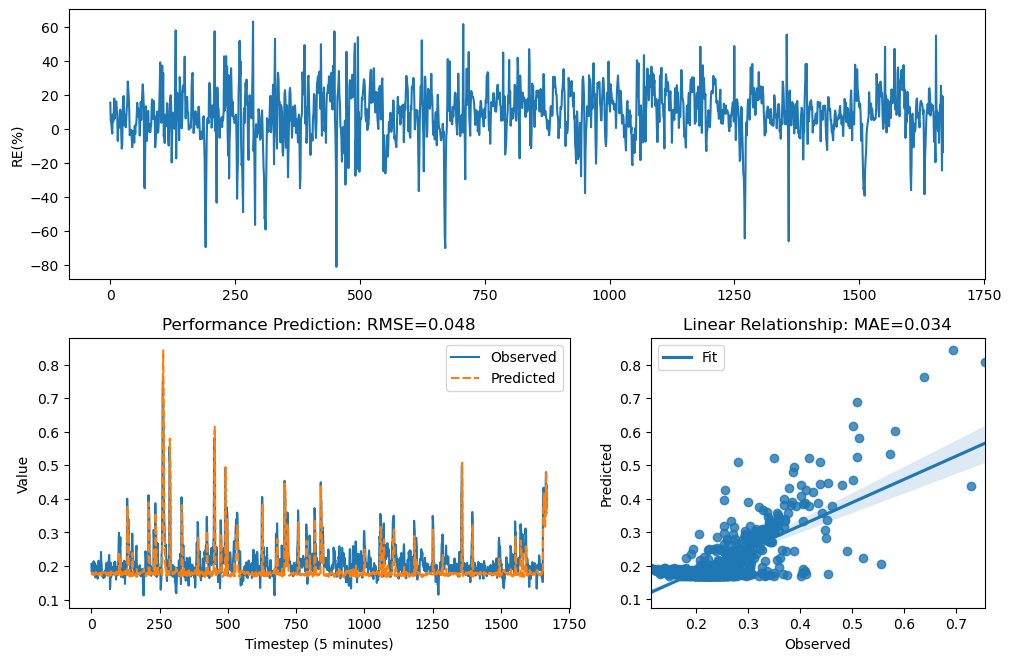 RE(%)
60
40
20
0
−20
−40
−60
−80
0 250 500 750 1000 1250 1500 1750
Performance Prediction: RMSE=0.048
Value
0.8
0.7
0.6
0.5
0.4
0.3
0.2
0.1
Observed
Predicted
0 250 500 750 1000 1250 1500 1750
Timestep (5 minutes)
Linear Relationship: MAE=0.034
Predicted
0.8
0.7
0.6
0.5
0.4
0.3
0.2
0.1
Fit
0.2 0.3 0.4 0.5 0.6 0.7
Observed